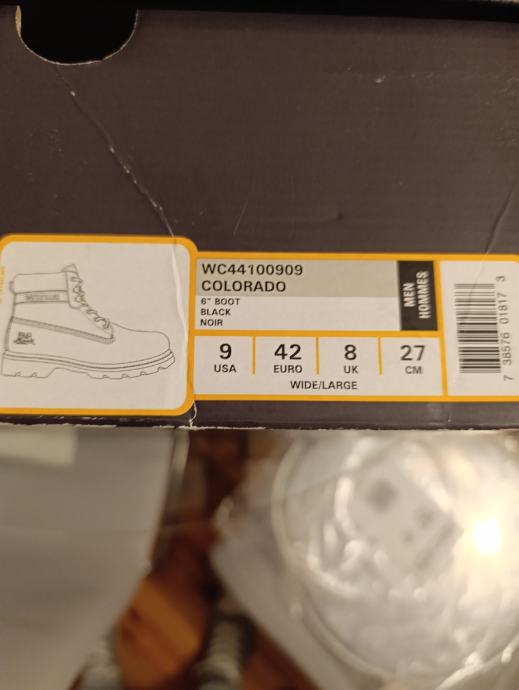 WC44100909
COLORADO
6" BOOT
BLACK
NOIR
MEN
HOMMES
9 42 8 27
USA EURO UK CM
WIDE/LARGE
7 38576 01817 3